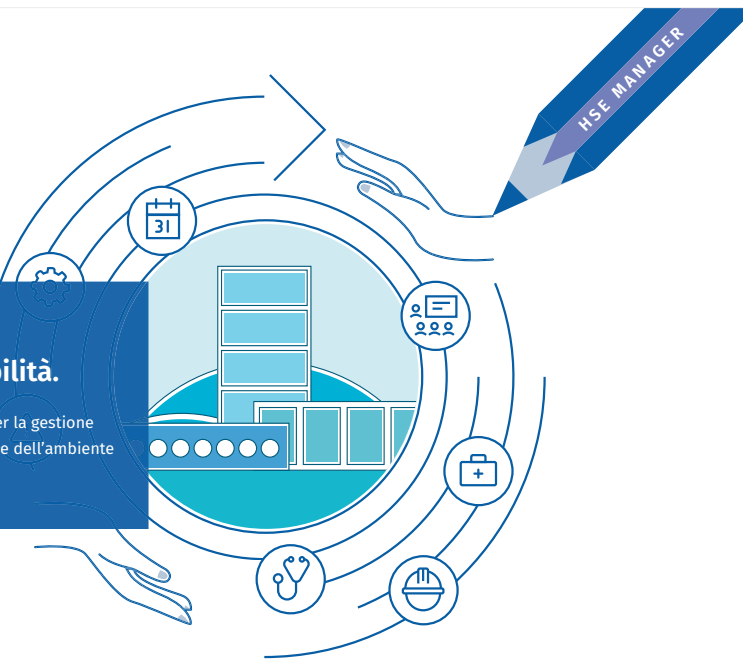 HSE MANAGER
31
bilità.
er la gestione
e dell'ambiente